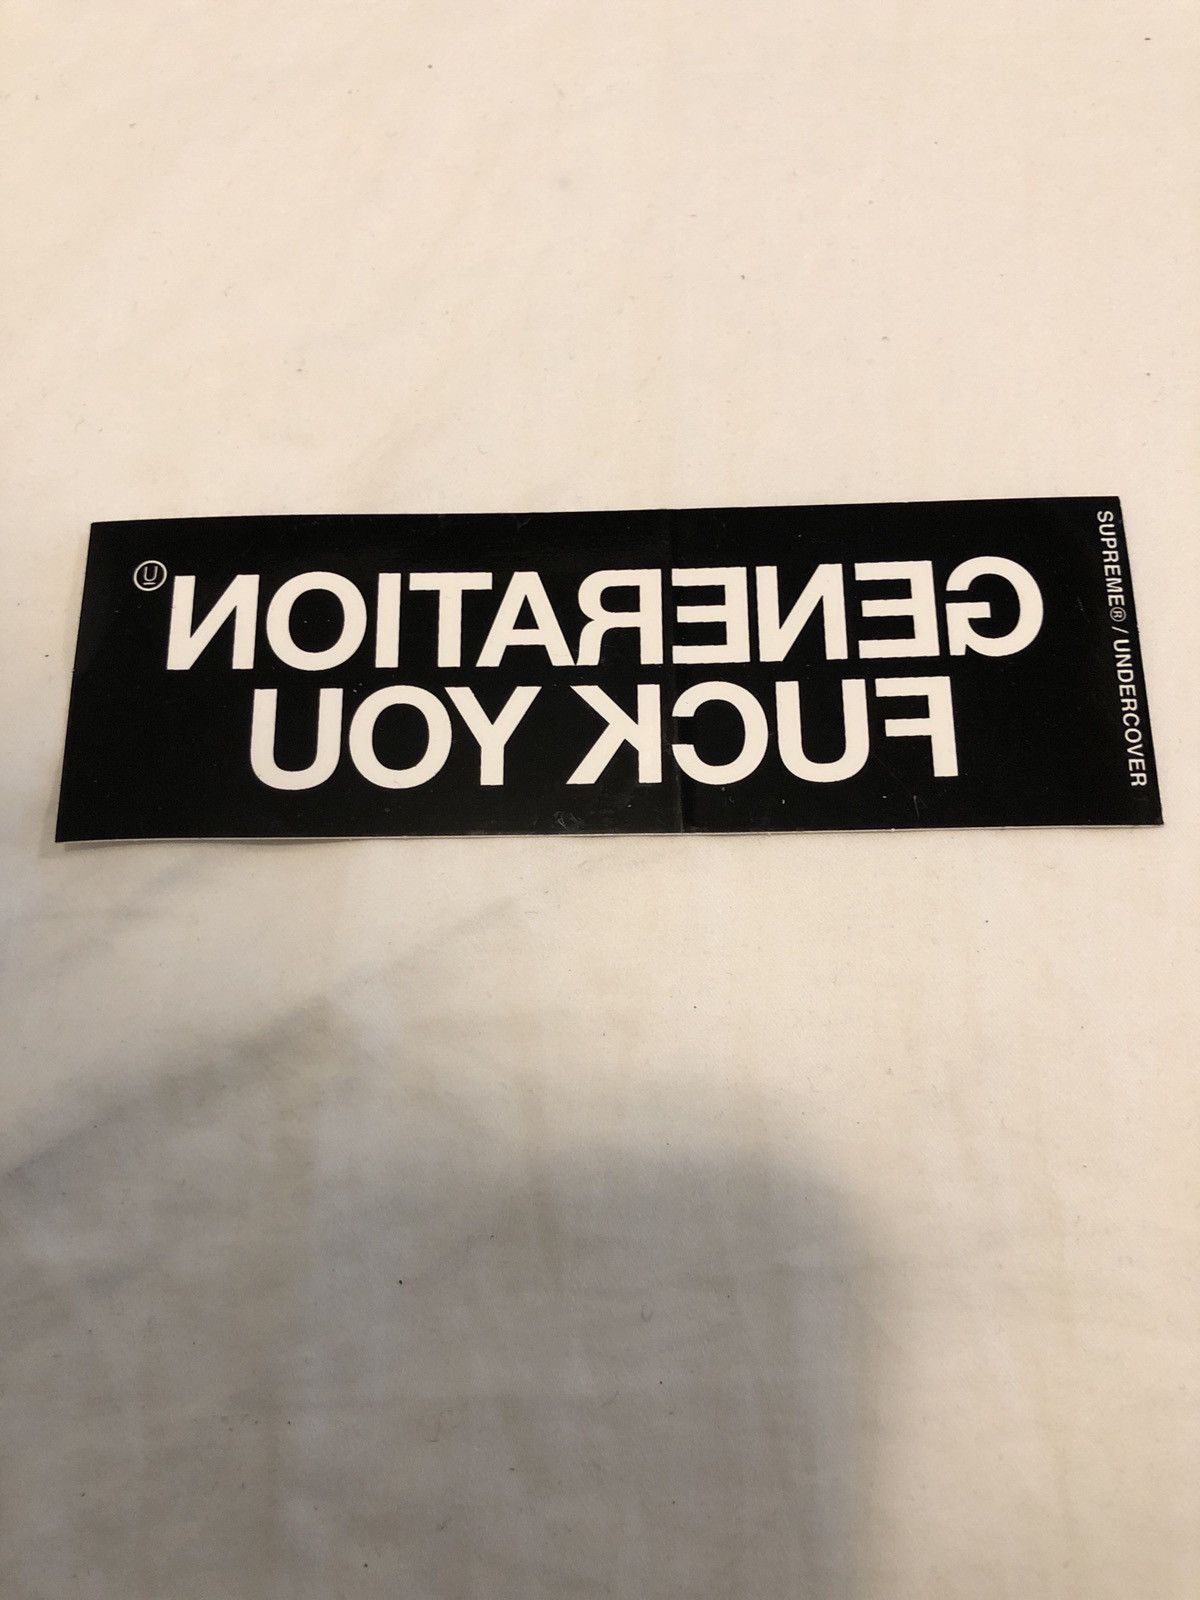 GENERATION
FUCK YOU
U
SUPREME® / UNDERCOVER